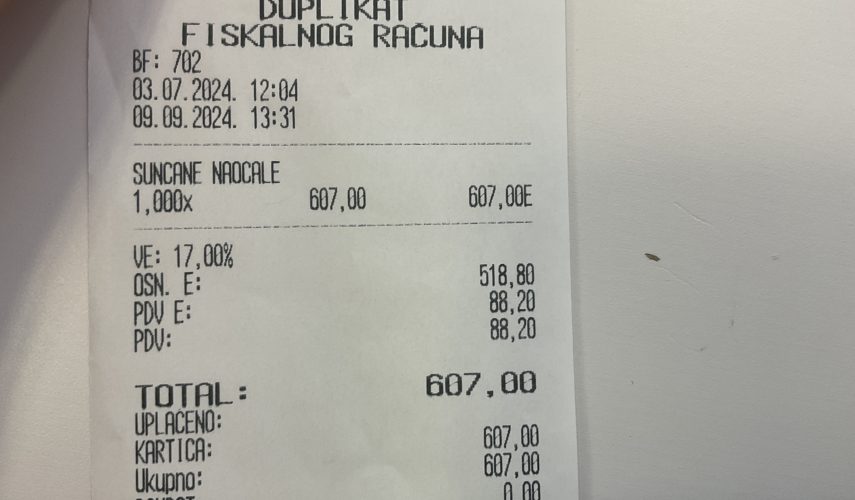 DUPLIKAT
FISKALNOG RAČUNA
BF: 702
03.07.2024. 12:04
09.09.2024. 13:31
SUNCANE NAOCALE
1,000x 607,00 607,00E
VE: 17,00%
OSN. E: 518,80
PDV E: 88,20
PDV: 88,20
TOTAL: 607,00
UPLAĆENO:
KARTICA: 607,00
Ukupno: 607,00
0,00